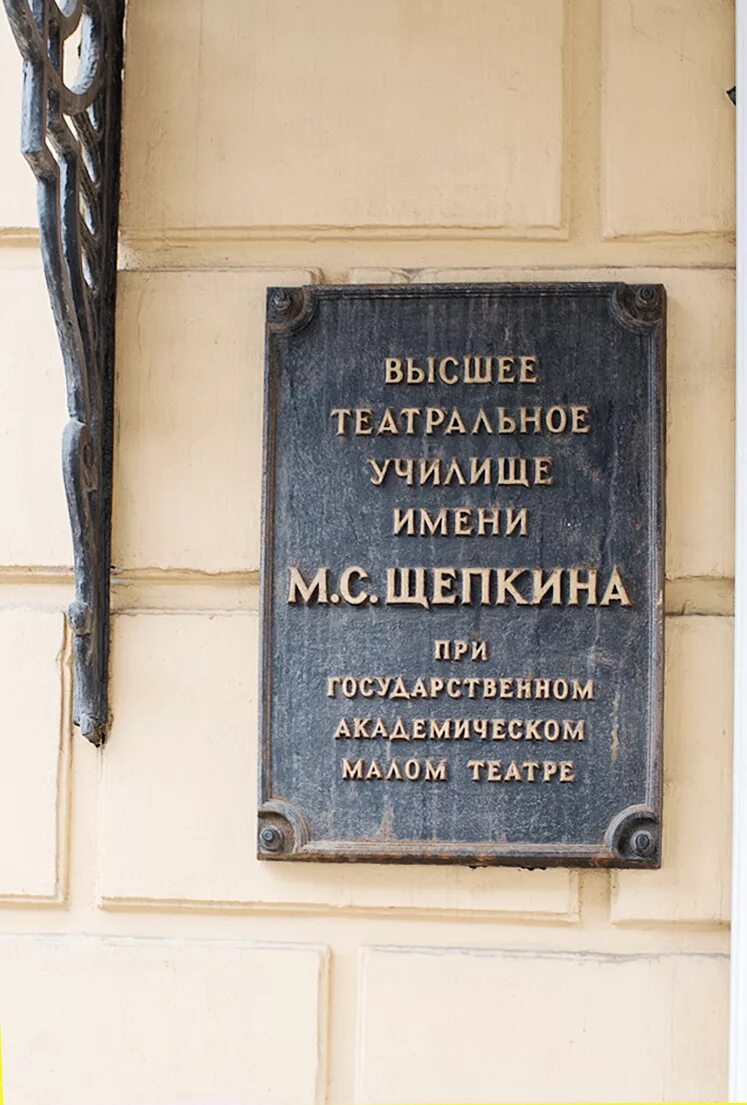 ВЫСШЕЕ
ТЕАТРАЛЬНОЕ
УЧИЛИЩЕ
ИМЕНИ
М.С.ЩЕПКИНА
ПРИ
ГОСУДАРСТВЕННОМ
АКАДЕМИЧЕСКОМ
МАЛОМ ТЕАТРЕ